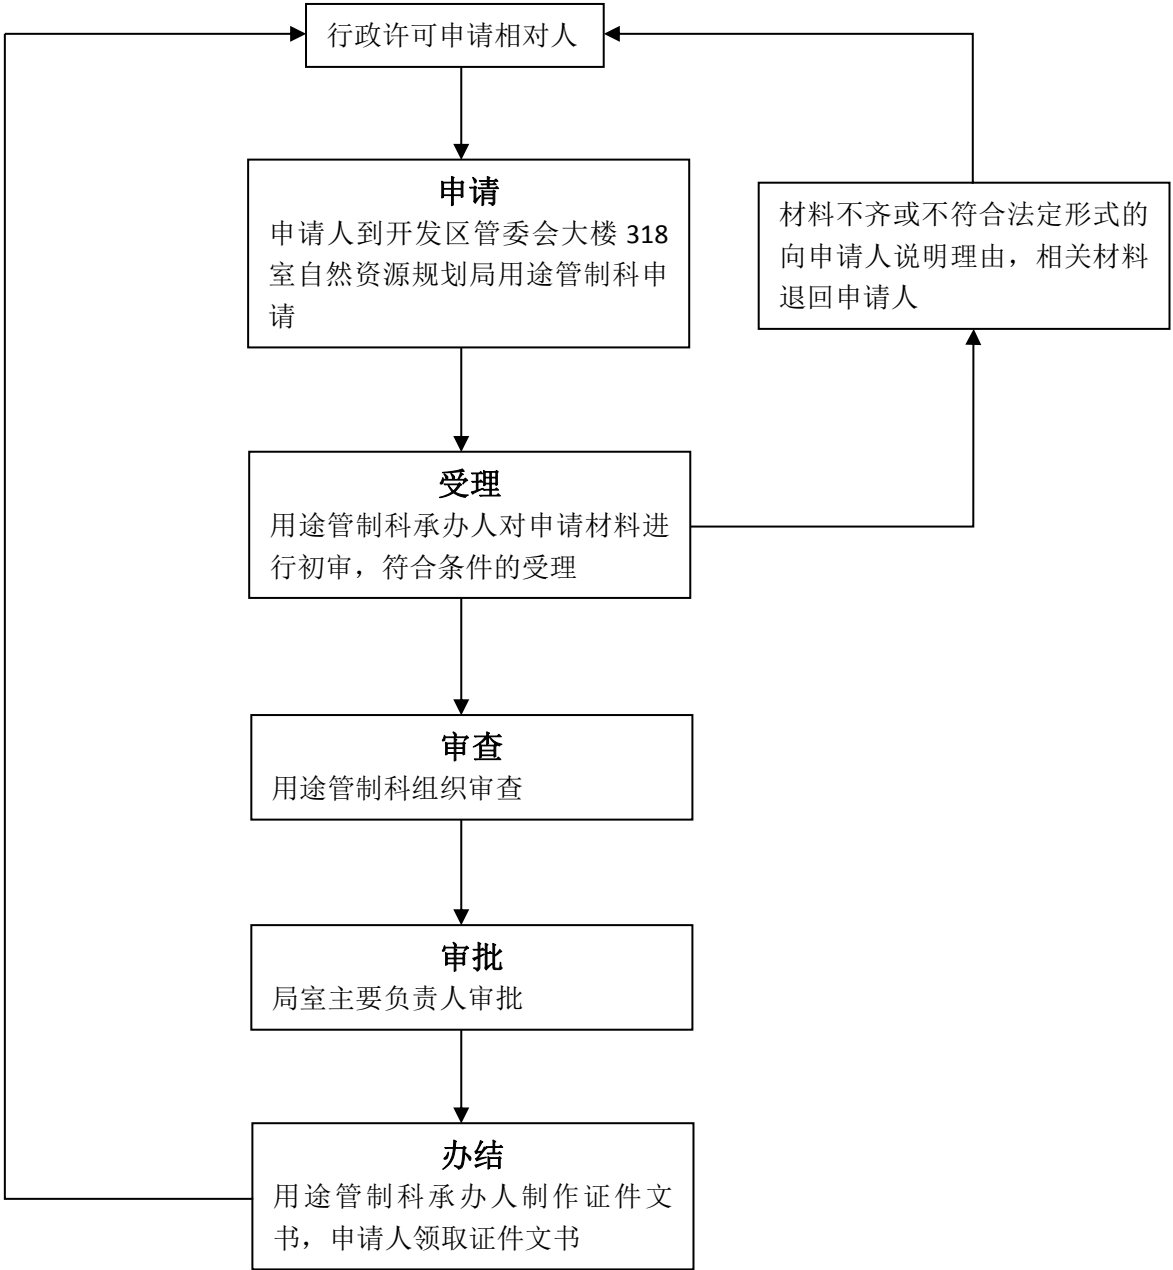 行政许可申请相对人
申请
申请人到开发区管委会大楼 318
室自然资源规划局用途管制科申
请
材料不齐或不符合法定形式的
向申请人说明理由，相关材料
退回申请人
受理
用途管制科承办人对申请材料进
行初审，符合条件的受理
审查
用途管制科组织审查
审批
局室主要负责人审批
办结
用途管制科承办人制作证件文
书，申请人领取证件文书